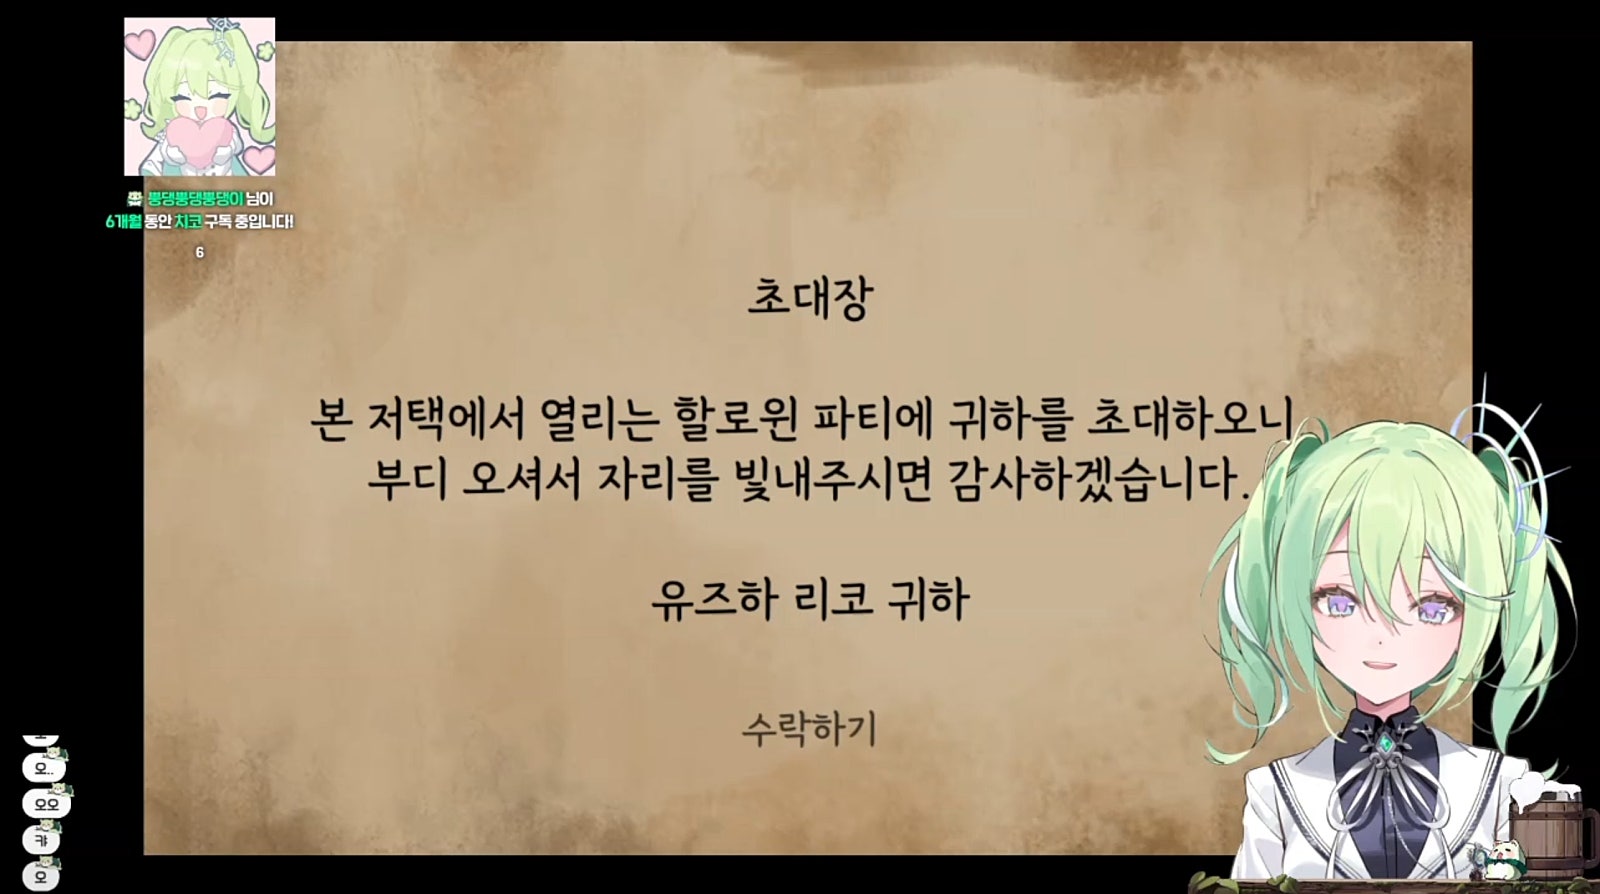 뽕댕뽕댕뽕댕이 님이
6개월 동안 치코 구독 중입니다!
6
초대장
본 저택에서 열리는 할로윈 파티에 귀하를 초대하오니
부디 오셔서 자리를 빛내주시면 감사하겠습니다.
유즈하 리코 귀하
수락하기
오..
오오
캬
오